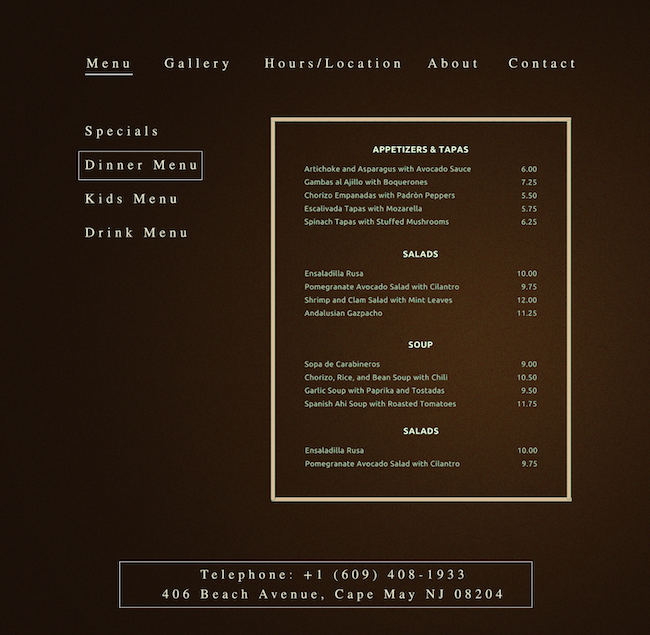 Menu Gallery Hours/Location About Contact
Specials
Dinner Menu
Kids Menu
Drink Menu
APPETIZERS & TAPAS
Artichoke and Asparagus with Avocado Sauce 6.00
Gambas al Ajillo with Boquerones 7.25
Chorizo Empanadas with Padròn Peppers 5.50
Escalivada Tapas with Mozarella 5.75
Spinach Tapas with Stuffed Mushrooms 6.25
SALADS
Ensaladilla Rusa 10.00
Pomegranate Avocado Salad with Cilantro 9.75
Shrimp and Clam Salad with Mint Leaves 12.00
Andalusian Gazpacho 11.25
SOUP
Sopa de Carabineros 9.00
Chorizo, Rice, and Bean Soup with Chili 10.50
Garlic Soup with Paprika and Tostadas 9.50
Spanish Ahi Soup with Roasted Tomatoes 11.75
SALADS
Ensaladilla Rusa 10.00
Pomegranate Avocado Salad with Cilantro 9.75
Telephone: +1 (609) 408-1933
406 Beach Avenue, Cape May NJ 08204